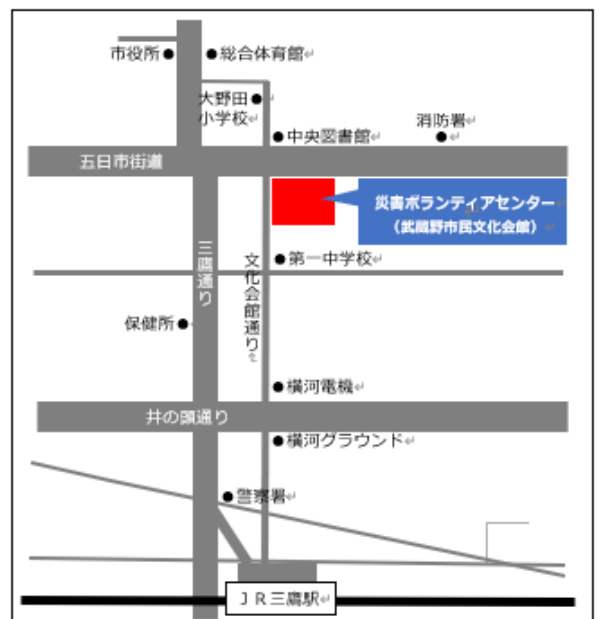 市役所
総合体育館
大野田
小学校
中央図書館
消防署
五日市街道
災害ボランティアセンター
（武蔵野市民文化会館）
三鷹通り
文化会館通り
第一中学校
保健所
横河電機
井の頭通り
横河グラウンド
警察署
ＪＲ三鷹駅